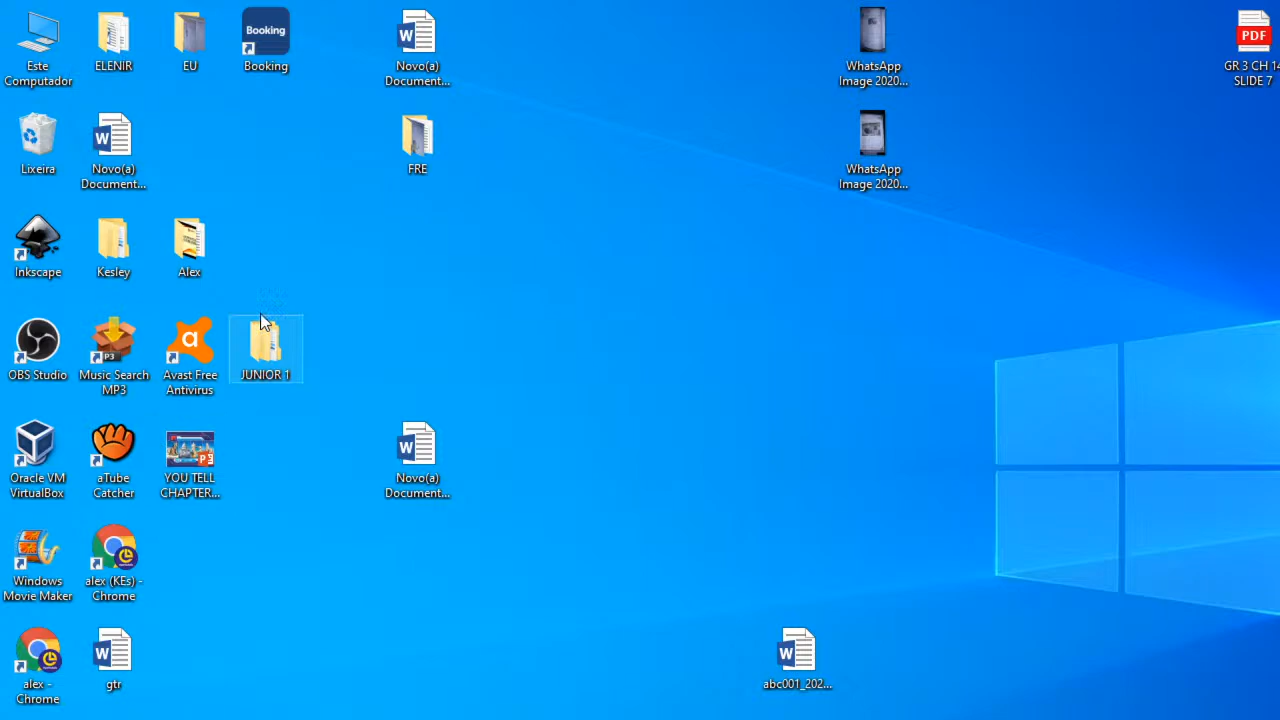 Este
Computador
ELENIR
EU
Booking
Booking
Novo(a)
Document...
WhatsApp
Image 2020...
PDF
GR 3 CH 14
SLIDE 7
Lixeira
Novo(a)
Document...
FRE
WhatsApp
Image 2020...
Inkscape
Kesley
Alex
OBS Studio
P3
Music Search
MP3
Avast Free
Antivirus
JUNIOR 1
Oracle VM
VirtualBox
aTube
Catcher
YOU TELL
CHAPTER...
Novo(a)
Document...
Windows
Movie Maker
alex (KEs) -
Chrome
alex -
Chrome
gtr
abc001_202...